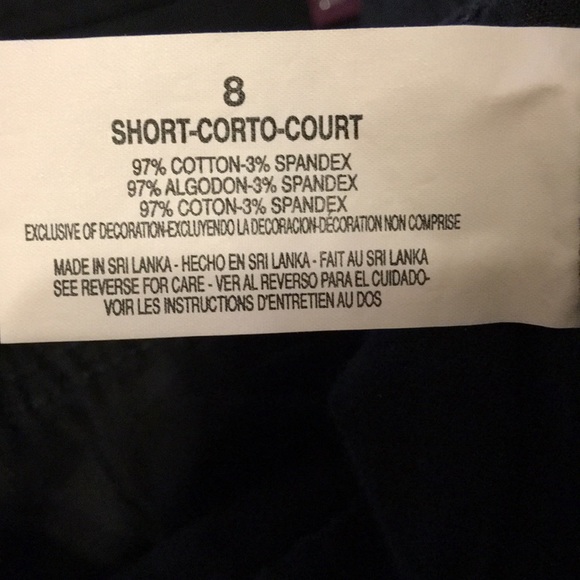 8
SHORT-CORTO-COURT
97% COTTON-3% SPANDEX
97% ALGODON-3% SPANDEX
97% COTON-3% SPANDEX
EXCLUSIVE OF DECORATION-EXCLUYENDO LA DECORACION-DÉCORATION NON COMPRISE
MADE IN SRI LANKA - HECHO EN SRI LANKA - FAIT AU SRI LANKA
SEE REVERSE FOR CARE - VER AL REVERSO PARA EL CUIDADO-
VOIR LES INSTRUCTIONS D'ENTRETIEN AU DOS